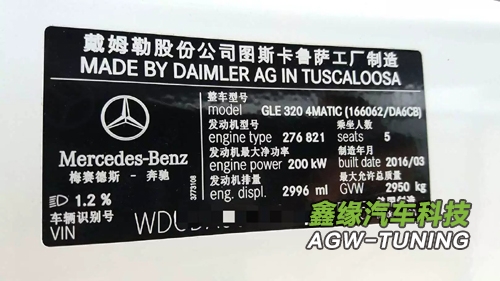 戴姆勒股份公司图斯卡鲁萨工厂制造
MADE BY DAIMLER AG IN TUSCALOOSA
整车型号
model GLE 320 4MATIC (166062/DA6CB)
发动机型号 乘坐人数
engine type 276 821 seats 5
发动机最大净功率 制造年月
engine power 200 kW built date 2016/03
发动机排量 最大允许总质量
eng. displ. 2996 ml GVW 2950 kg
Mercedes-Benz
梅赛德斯 - 奔驰
3773108
1.2 %
车辆识别号
VIN
鑫缘汽车科技
AGW-TUNING